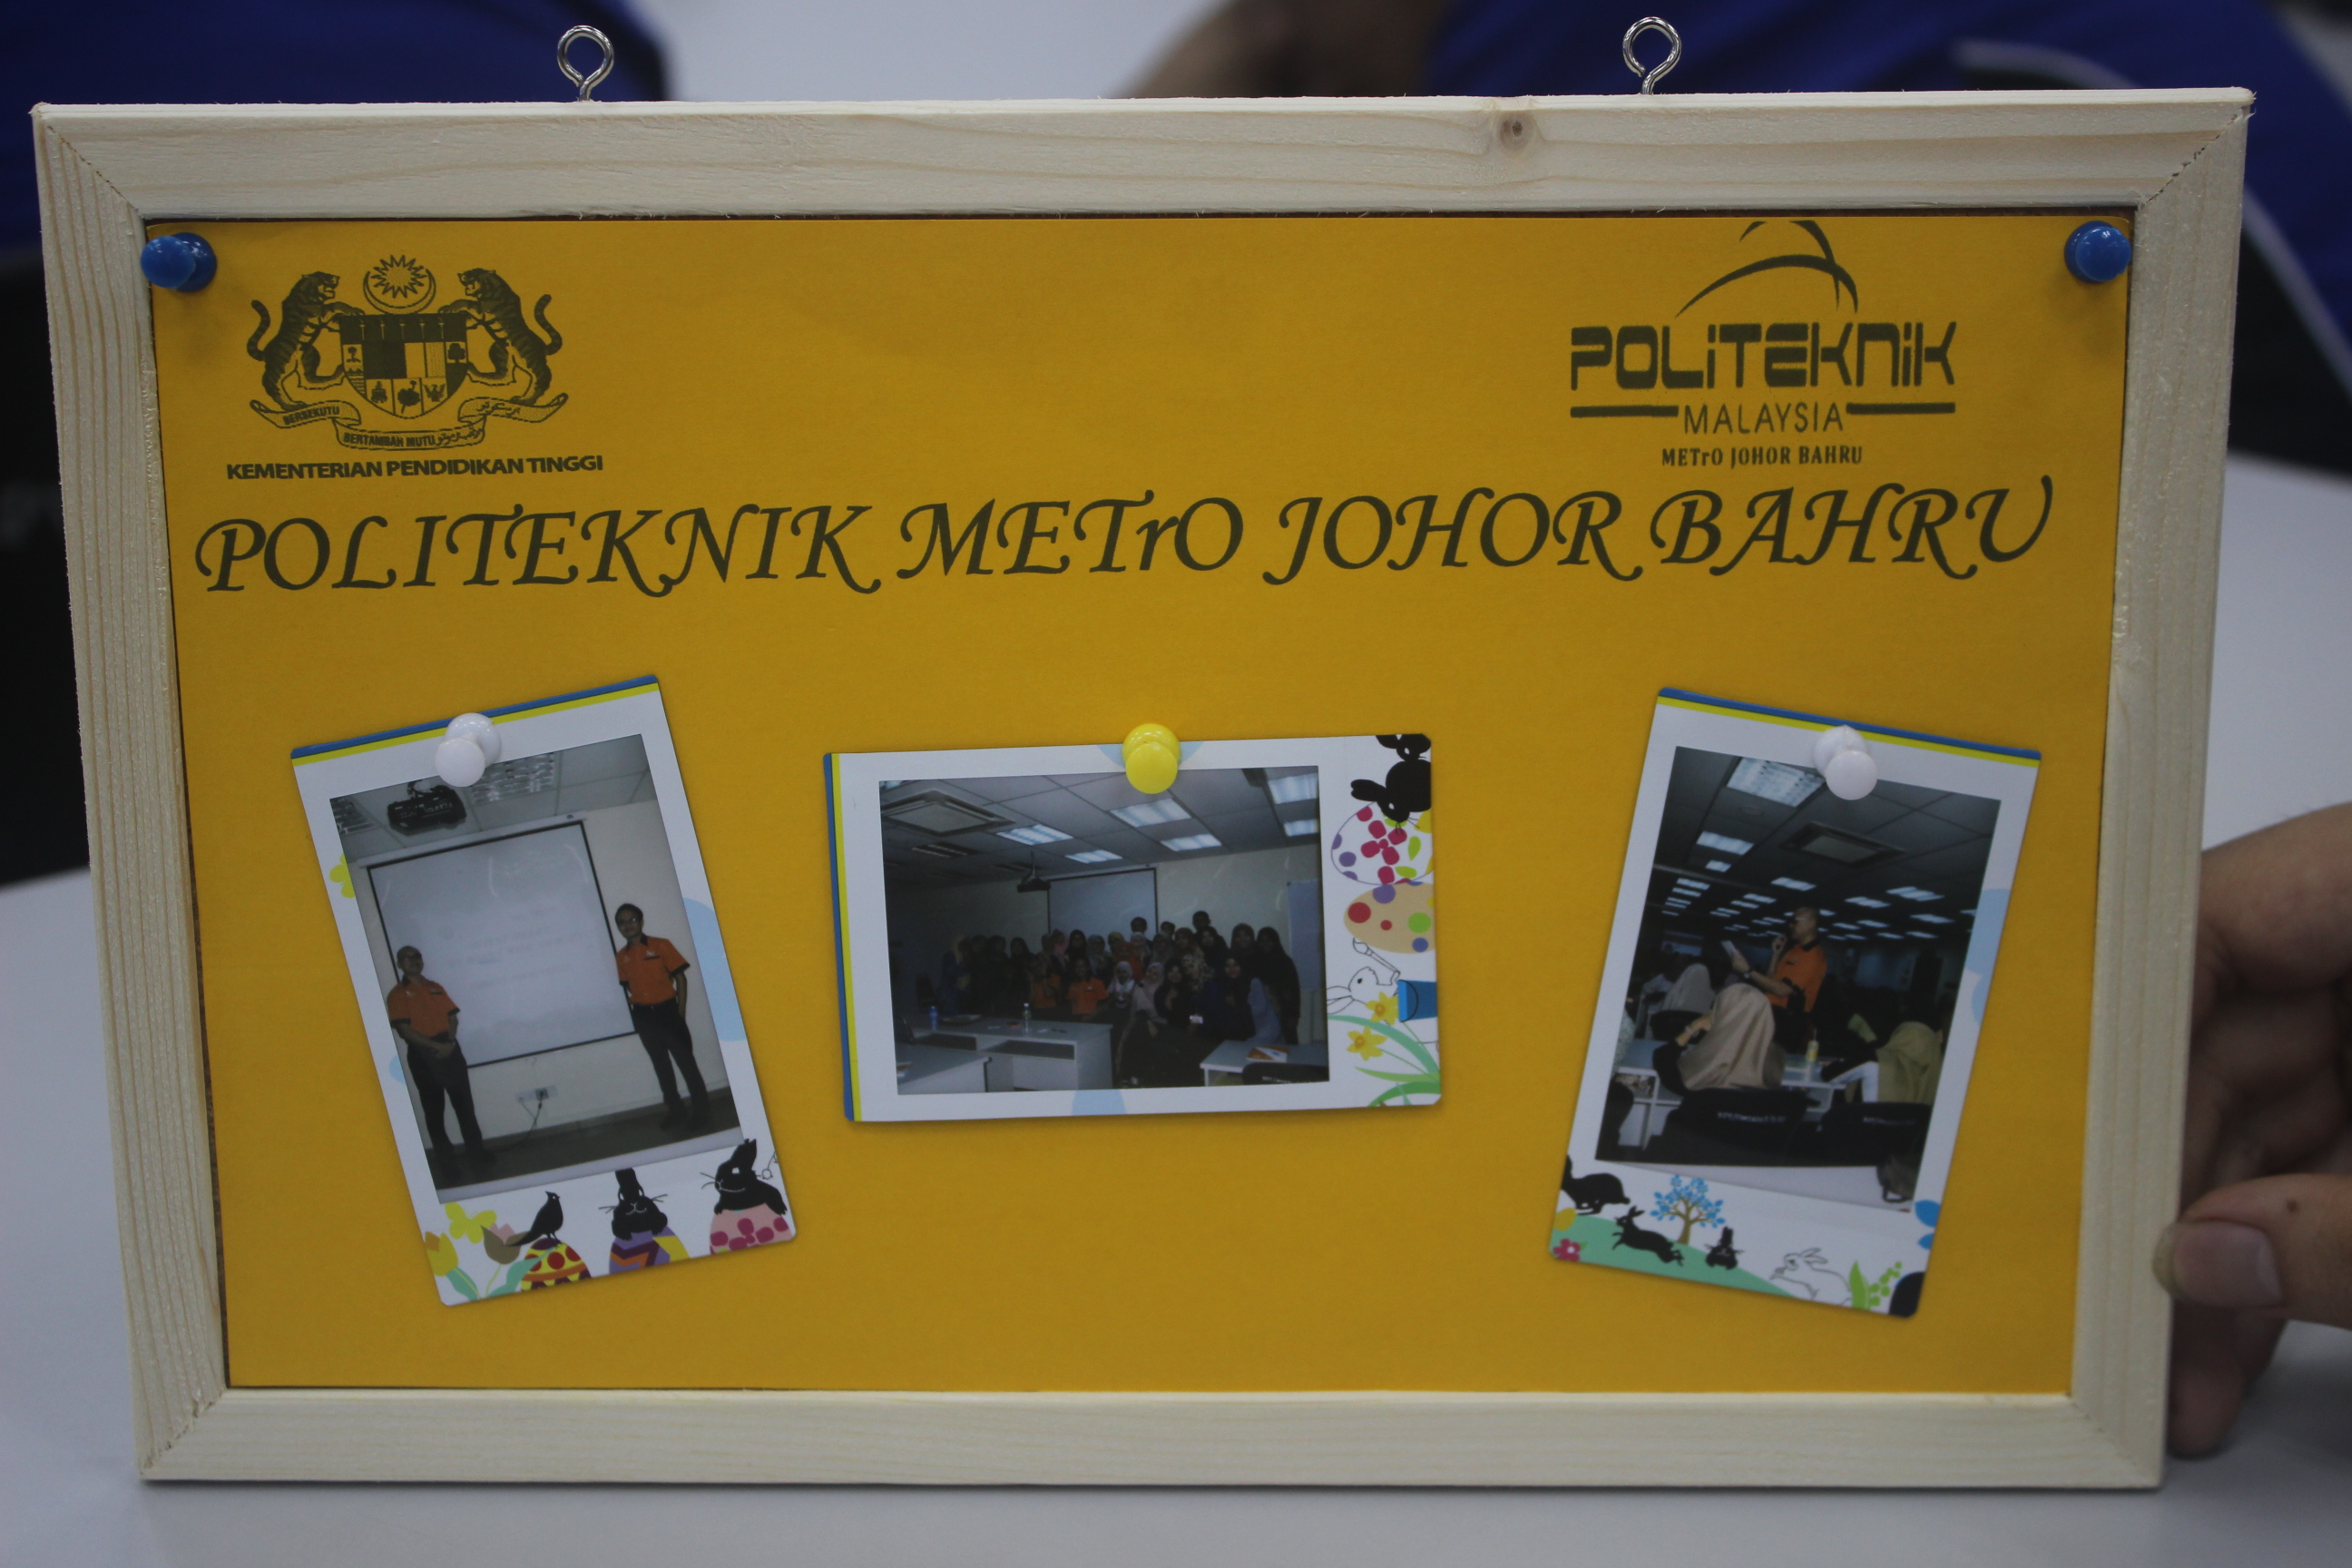 BERSEKUTU
BERTAMBAH MUTU
KEMENTERIAN PENDIDIKAN TINGGI
POLITEKNIK
MALAYSIA
METrO JOHOR BAHRU
POLITEKNIK METrO JOHOR BAHRU